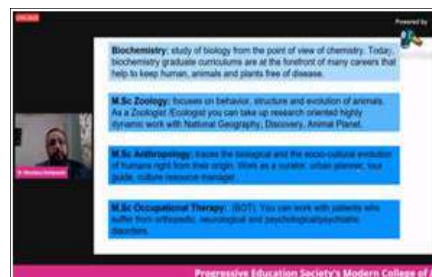 Powered by
Biochemistry: study of biology from the point of view of chemistry. Today,
biochemistry graduate curriculums are at the forefront of many careers that
help to keep human, animals and plants free of disease.
M.Sc Zoology: focuses on behavior, structure and evolution of animals.
As a Zoologist /Ecologist you can take up research oriented highly
dynamic work with National Geography, Discovery, Animal Planet.
M.Sc Anthropology: traces the biological and the socio-cultural evolution
of humans right from their origin. Work as a curator, urban planner, tour
guide, culture resource manager
M.Sc Occupational Therapy: (BOT). You can work with patients who
suffer from orthopedic, neurological and psychological/psychiatric
disorders.
Progressive Education Society's Modern College of